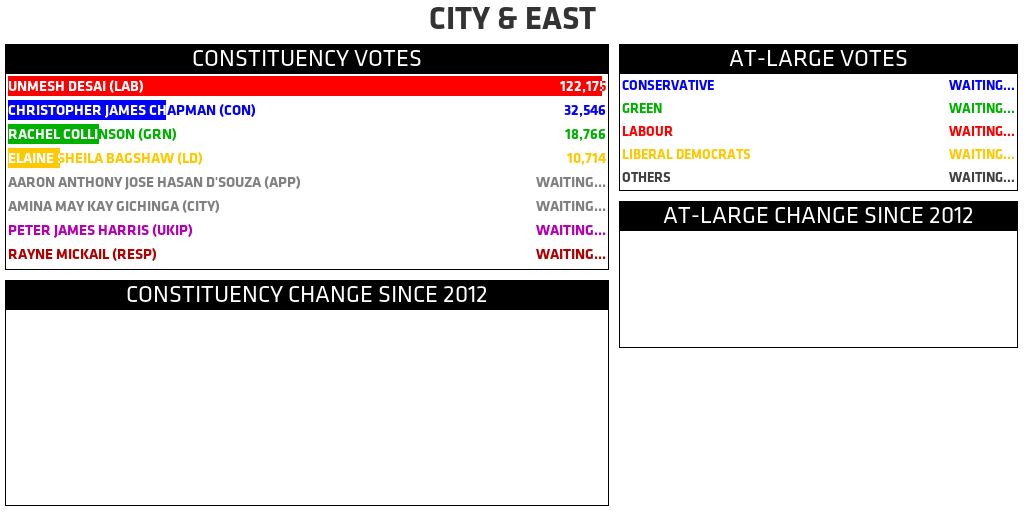 CITY & EAST
CONSTITUENCY VOTES
UNMESH DESAI (LAB) 122,175
CHRISTOPHER JAMES CHAPMAN (CON) 32,546
RACHEL COLLINSON (GRN) 18,766
ELAINE SHEILA BAGSHAW (LD) 10,714
AARON ANTHONY JOSE HASAN D'SOUZA (APP) WAITING...
AMINA MAY KAY GICHINGA (CITY) WAITING...
PETER JAMES HARRIS (UKIP) WAITING...
RAYNE MICKAIL (RESP) WAITING...
CONSTITUENCY CHANGE SINCE 2012
AT-LARGE VOTES
CONSERVATIVE WAITING...
GREEN WAITING...
LABOUR WAITING...
LIBERAL DEMOCRATS WAITING...
OTHERS WAITING...
AT-LARGE CHANGE SINCE 2012